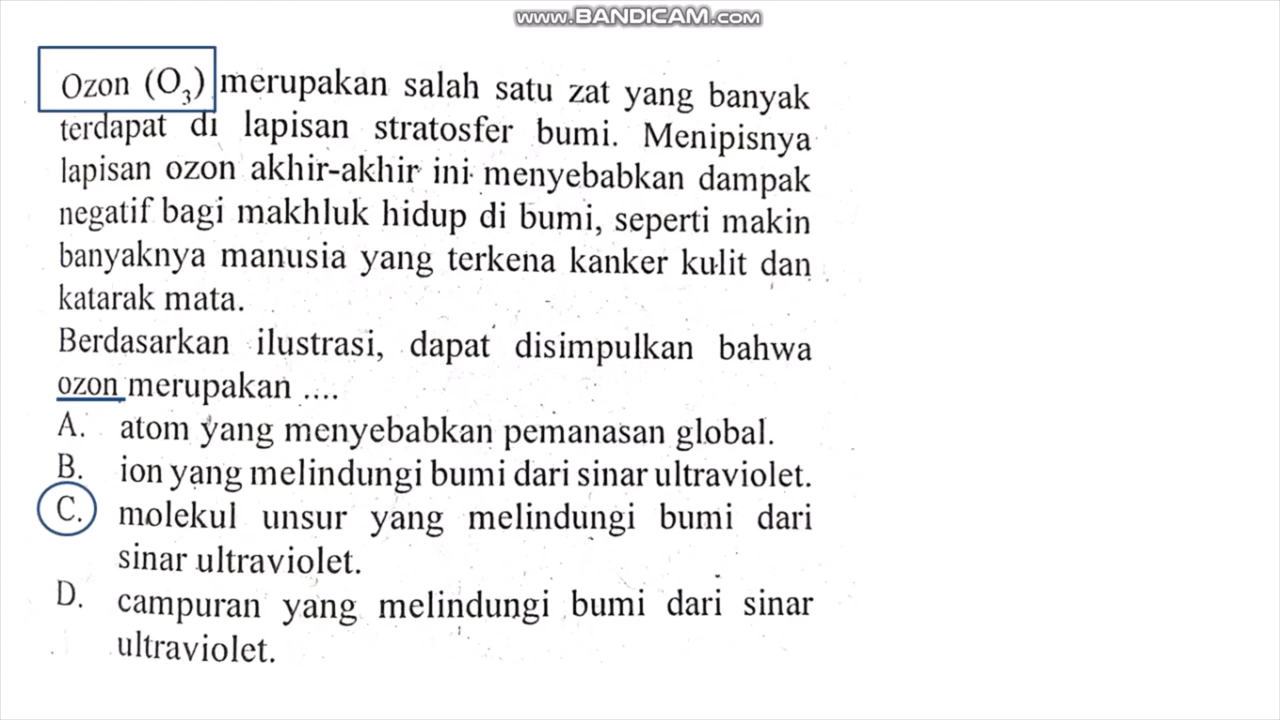 www.BANDICAM.com
Ozon (O₃) merupakan salah satu zat yang banyak
terdapat di lapisan stratosfer bumi. Menipisnya
lapisan ozon akhir-akhir ini menyebabkan dampak
negatif bagi makhluk hidup di bumi, seperti makin
banyaknya manusia yang terkena kanker kulit dan
katarak mata.
Berdasarkan ilustrasi, dapat disimpulkan bahwa
ozon merupakan ....
A. atom yang menyebabkan pemanasan global.
B. ion yang melindungi bumi dari sinar ultraviolet.
C. molekul unsur yang melindungi bumi dari
sinar ultraviolet.
D. campuran yang melindungi bumi dari sinar
ultraviolet.